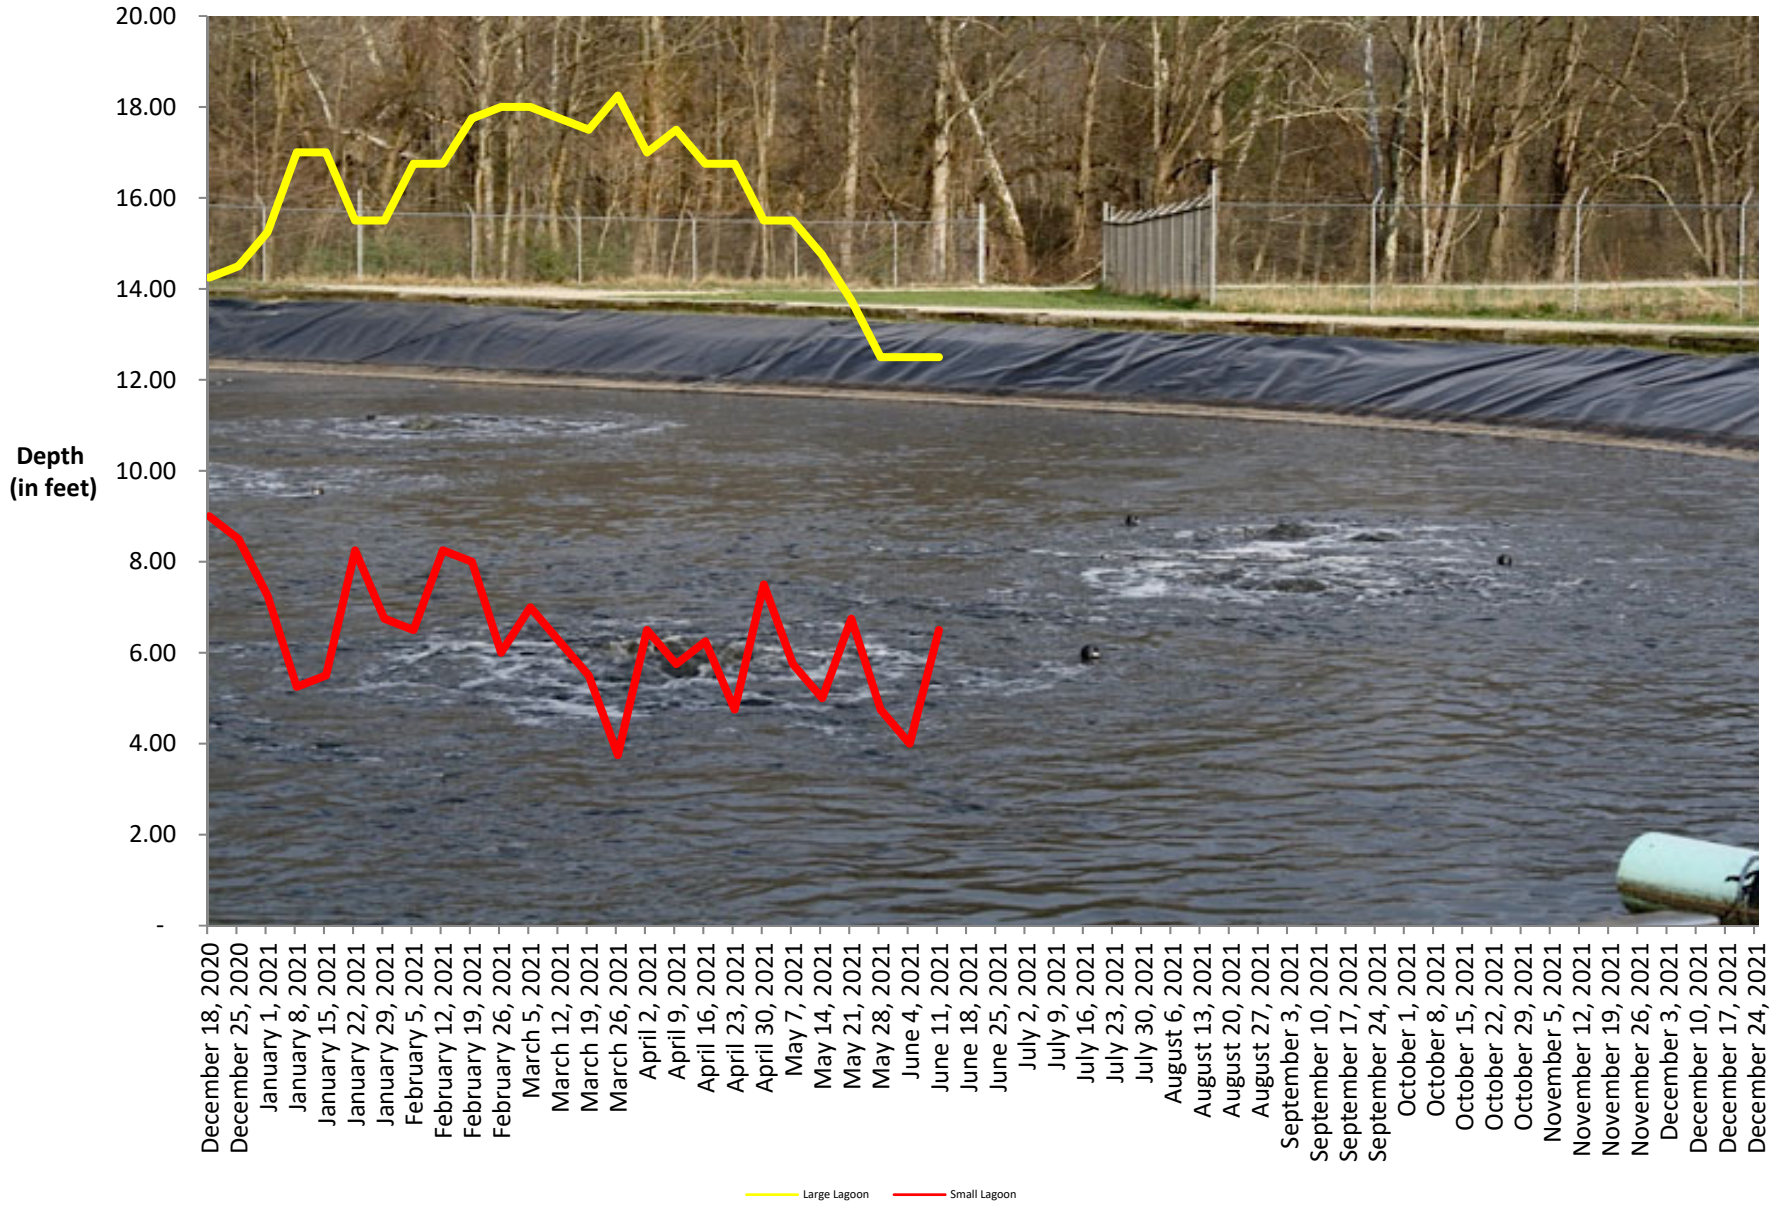 20.00
18.00
16.00
14.00
12.00
10.00
8.00
6.00
4.00
2.00
-
Depth
(in feet)
December 18, 2020
December 25, 2020
January 1, 2021
January 8, 2021
January 15, 2021
January 22, 2021
January 29, 2021
February 5, 2021
February 12, 2021
February 19, 2021
February 26, 2021
March 5, 2021
March 12, 2021
March 19, 2021
March 26, 2021
April 2, 2021
April 9, 2021
April 16, 2021
April 23, 2021
April 30, 2021
May 7, 2021
May 14, 2021
May 21, 2021
May 28, 2021
June 4, 2021
June 11, 2021
June 18, 2021
June 25, 2021
July 2, 2021
July 9, 2021
July 16, 2021
July 23, 2021
July 30, 2021
August 6, 2021
August 13, 2021
August 20, 2021
August 27, 2021
September 3, 2021
September 10, 2021
September 17, 2021
September 24, 2021
October 1, 2021
October 8, 2021
October 15, 2021
October 22, 2021
October 29, 2021
November 5, 2021
November 12, 2021
November 19, 2021
November 26, 2021
December 3, 2021
December 10, 2021
December 17, 2021
December 24, 2021
Large Lagoon
Small Lagoon